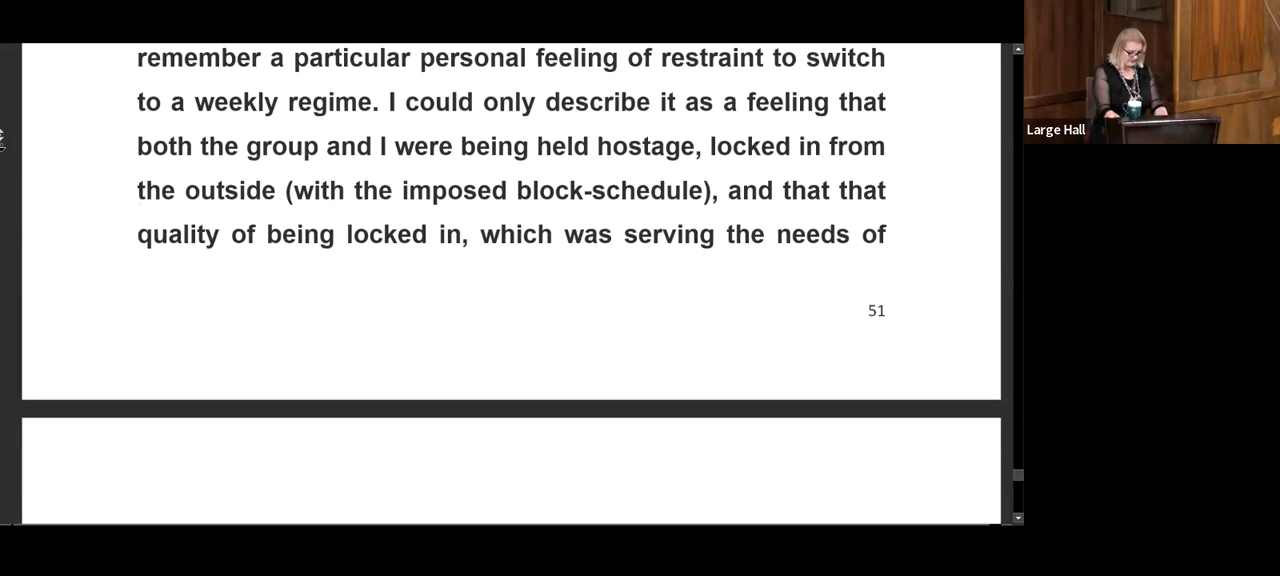 remember a particular personal feeling of restraint to switch
to a weekly regime. I could only describe it as a feeling that
both the group and I were being held hostage, locked in from
the outside (with the imposed block-schedule), and that that
quality of being locked in, which was serving the needs of
51
Large Hall